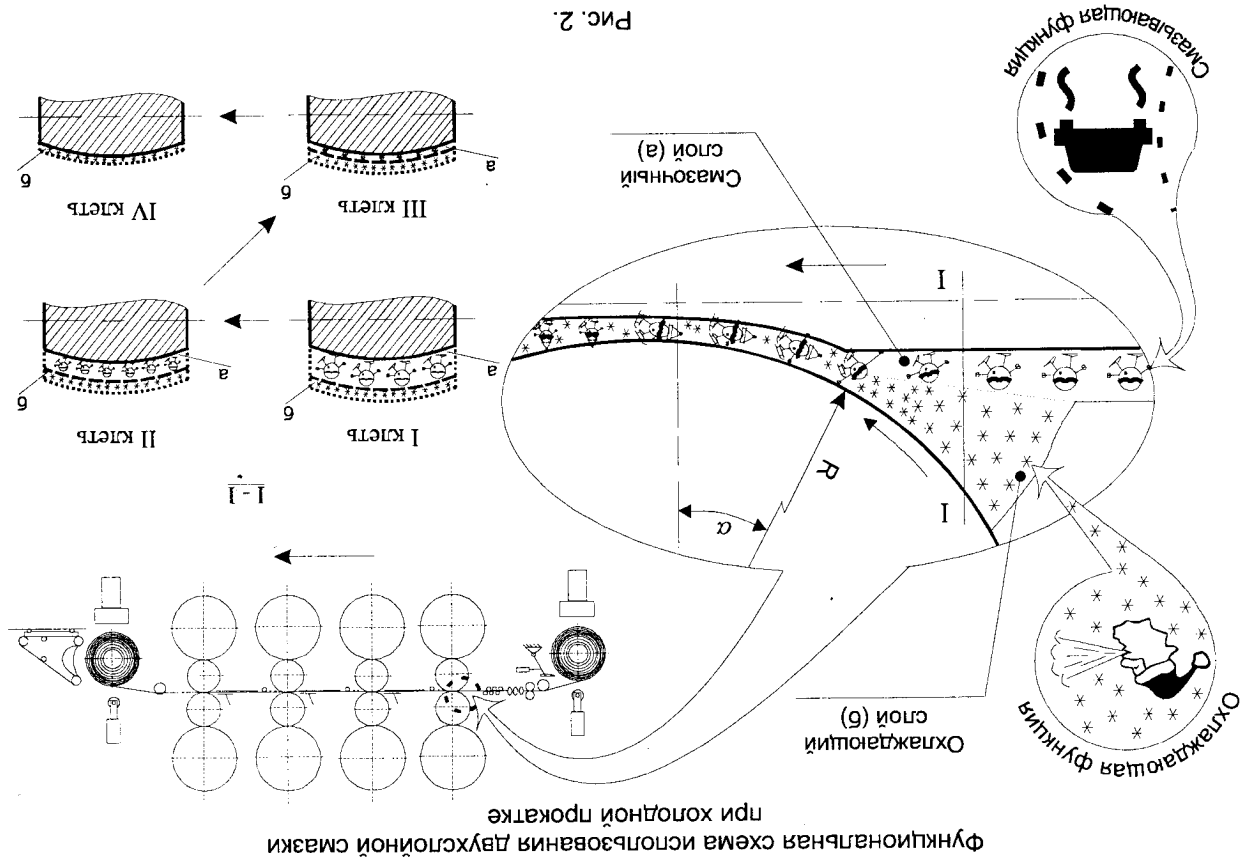 Функциональная схема использования двухслойной смазки
при холодной прокатке
Охлаждающая функция
Охлаждающий
слой (б)
α
R
I
I
Смазочный
слой (а)
Смазывающая функция
I - I
I клеть
б
а
II клеть
б
а
III клеть
а
IV клеть
б
б
Рис. 2.